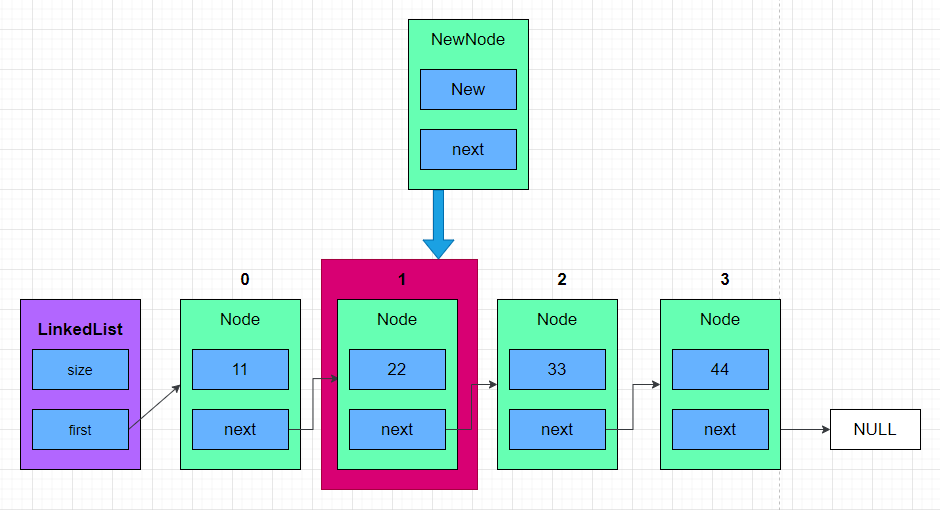 NewNode
New
next
0
1
2
3
LinkedList
size
first
Node
11
next
Node
22
next
Node
33
next
Node
44
next
NULL